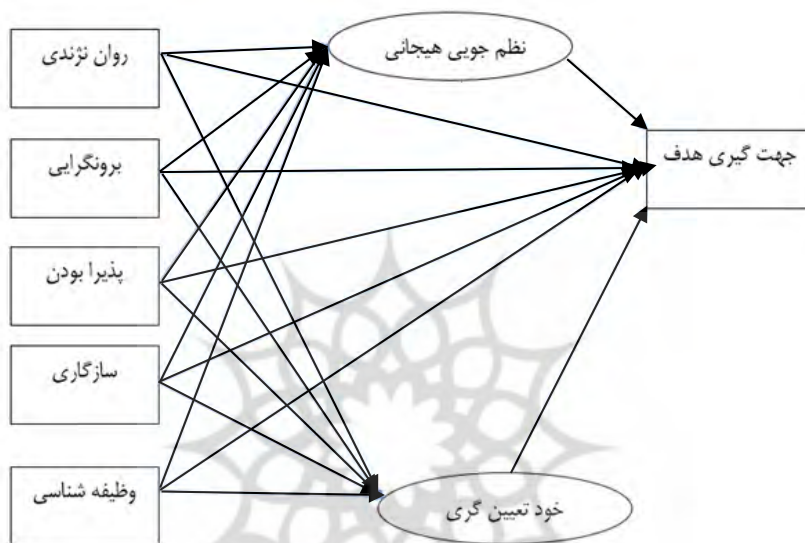 روان نژندی
نظم جویی هیجانی
برونگرایی
جهت گیری هدف
پذیرا بودن
سازگاری
وظیفه شناسی
خود تعیین گری